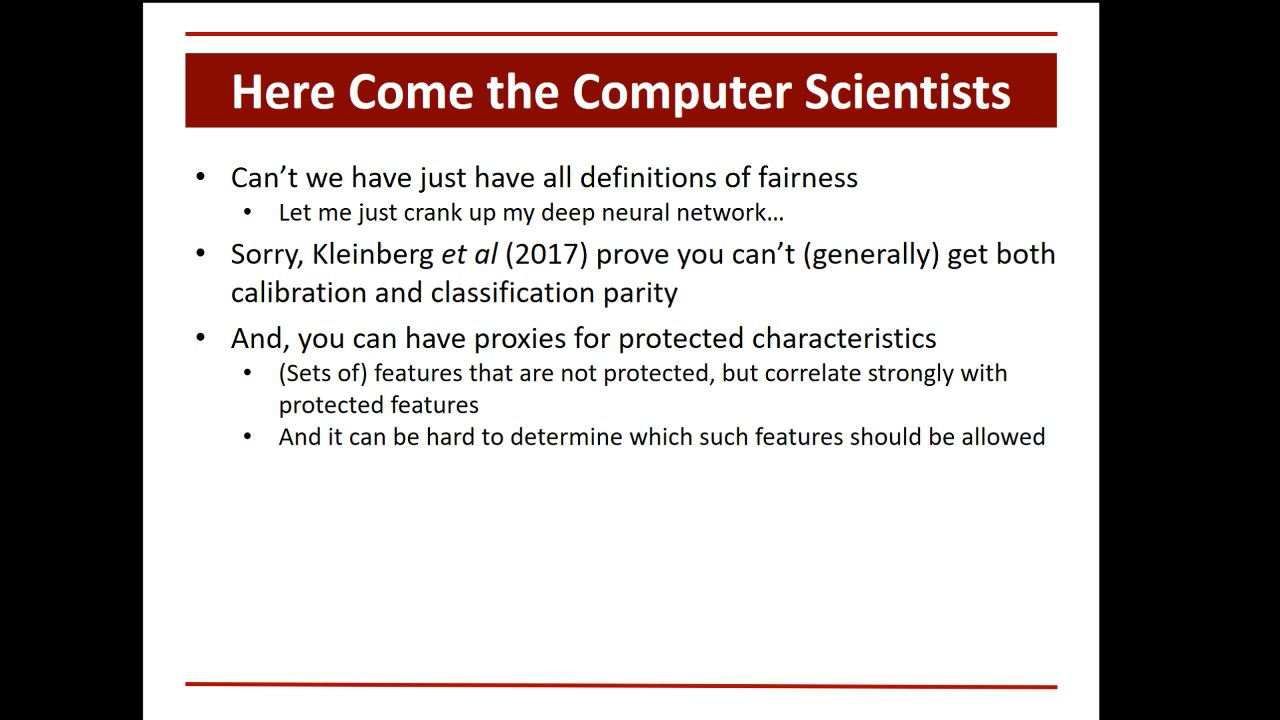 Here Come the Computer Scientists
• Can’t we have just have all definitions of fairness
• Let me just crank up my deep neural network…
• Sorry, Kleinberg et al (2017) prove you can’t (generally) get both
calibration and classification parity
• And, you can have proxies for protected characteristics
• (Sets of) features that are not protected, but correlate strongly with
protected features
• And it can be hard to determine which such features should be allowed